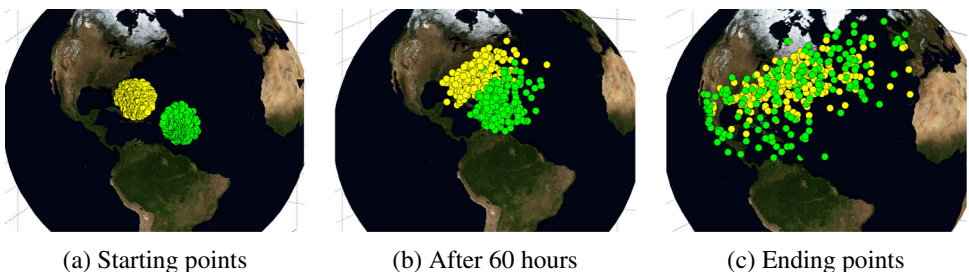 (a) Starting points
(b) After 60 hours
(c) Ending points